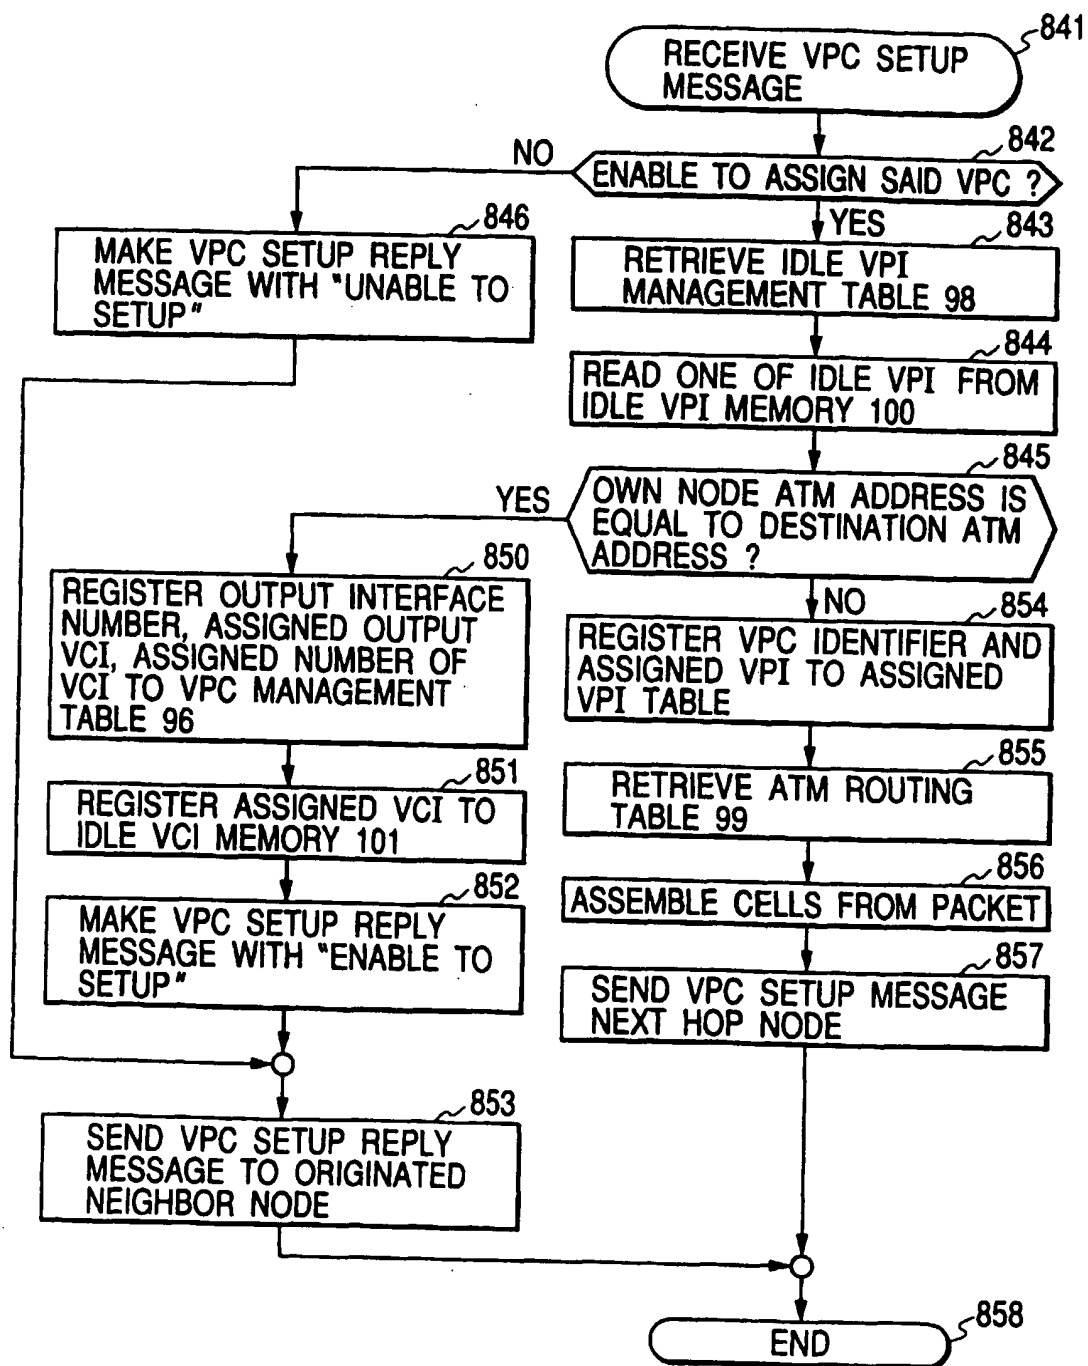 841
RECEIVE VPC SETUP
MESSAGE
842
ENABLE TO ASSIGN SAID VPC ?
NO
YES
846
MAKE VPC SETUP REPLY
MESSAGE WITH "UNABLE TO
SETUP"
843
RETRIEVE IDLE VPI
MANAGEMENT TABLE 98
844
READ ONE OF IDLE VPI FROM
IDLE VPI MEMORY 100
845
OWN NODE ATM ADDRESS IS
EQUAL TO DESTINATION ATM
ADDRESS ?
YES
NO
850
REGISTER OUTPUT INTERFACE
NUMBER, ASSIGNED OUTPUT
VCI, ASSIGNED NUMBER OF
VCI TO VPC MANAGEMENT
TABLE 96
851
REGISTER ASSIGNED VCI TO
IDLE VCI MEMORY 101
852
MAKE VPC SETUP REPLY
MESSAGE WITH "ENABLE TO
SETUP"
853
SEND VPC SETUP REPLY
MESSAGE TO ORIGINATED
NEIGHBOR NODE
854
REGISTER VPC IDENTIFIER AND
ASSIGNED VPI TO ASSIGNED
VPI TABLE
855
RETRIEVE ATM ROUTING
TABLE 99
856
ASSEMBLE CELLS FROM PACKET
857
SEND VPC SETUP MESSAGE
NEXT HOP NODE
858
END